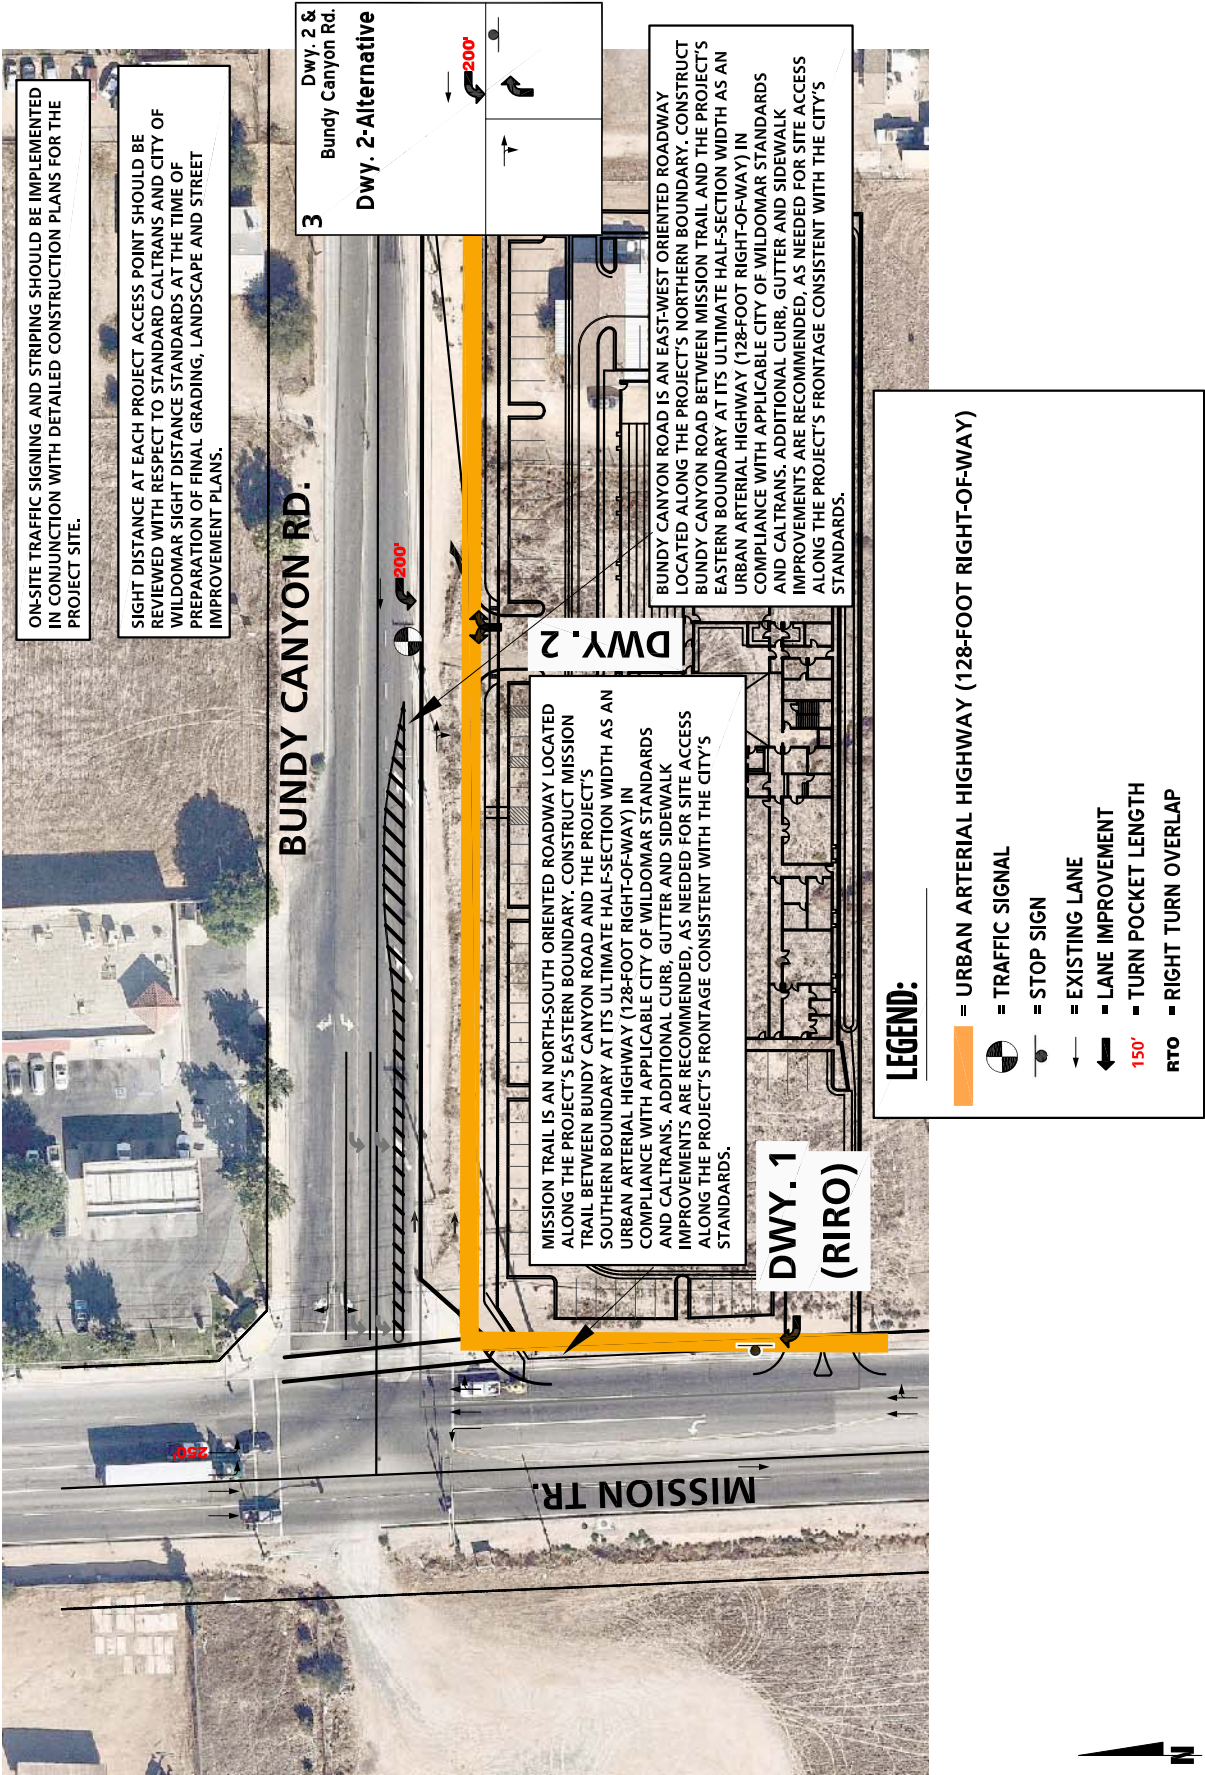 ON-SITE TRAFFIC SIGNING AND STRIPING SHOULD BE IMPLEMENTED
IN CONJUNCTION WITH DETAILED CONSTRUCTION PLANS FOR THE
PROJECT SITE.
SIGHT DISTANCE AT EACH PROJECT ACCESS POINT SHOULD BE
REVIEWED WITH RESPECT TO STANDARD CALTRANS AND CITY OF
WILDOMAR SIGHT DISTANCE STANDARDS AT THE TIME OF
PREPARATION OF FINAL GRADING, LANDSCAPE AND STREET
IMPROVEMENT PLANS.
BUNDY CANYON RD.
3
Dwy. 2 &
Bundy Canyon Rd.
Dwy. 2-Alternative
200'
200'
250'
DWY. 2
BUNDY CANYON ROAD IS AN EAST-WEST ORIENTED ROADWAY
LOCATED ALONG THE PROJECT'S NORTHERN BOUNDARY. CONSTRUCT
BUNDY CANYON ROAD BETWEEN MISSION TRAIL AND THE PROJECT'S
EASTERN BOUNDARY AT ITS ULTIMATE HALF-SECTION WIDTH AS AN
URBAN ARTERIAL HIGHWAY (128-FOOT RIGHT-OF-WAY) IN
COMPLIANCE WITH APPLICABLE CITY OF WILDOMAR STANDARDS
AND CALTRANS. ADDITIONAL CURB, GUTTER AND SIDEWALK
IMPROVEMENTS ARE RECOMMENDED, AS NEEDED FOR SITE ACCESS
ALONG THE PROJECT'S FRONTAGE CONSISTENT WITH THE CITY'S
STANDARDS.
MISSION TRAIL IS AN NORTH-SOUTH ORIENTED ROADWAY LOCATED
ALONG THE PROJECT'S EASTERN BOUNDARY. CONSTRUCT MISSION
TRAIL BETWEEN BUNDY CANYON ROAD AND THE PROJECT'S
SOUTHERN BOUNDARY AT ITS ULTIMATE HALF-SECTION WIDTH AS AN
URBAN ARTERIAL HIGHWAY (128-FOOT RIGHT-OF-WAY) IN
COMPLIANCE WITH APPLICABLE CITY OF WILDOMAR STANDARDS
AND CALTRANS. ADDITIONAL CURB, GUTTER AND SIDEWALK
IMPROVEMENTS ARE RECOMMENDED, AS NEEDED FOR SITE ACCESS
ALONG THE PROJECT'S FRONTAGE CONSISTENT WITH THE CITY'S
STANDARDS.
DWY. 1
(RIRO)
MISSION TR.
LEGEND:
= URBAN ARTERIAL HIGHWAY (128-FOOT RIGHT-OF-WAY)
= TRAFFIC SIGNAL
= STOP SIGN
= EXISTING LANE
= LANE IMPROVEMENT
150' = TURN POCKET LENGTH
RTO = RIGHT TURN OVERLAP
N